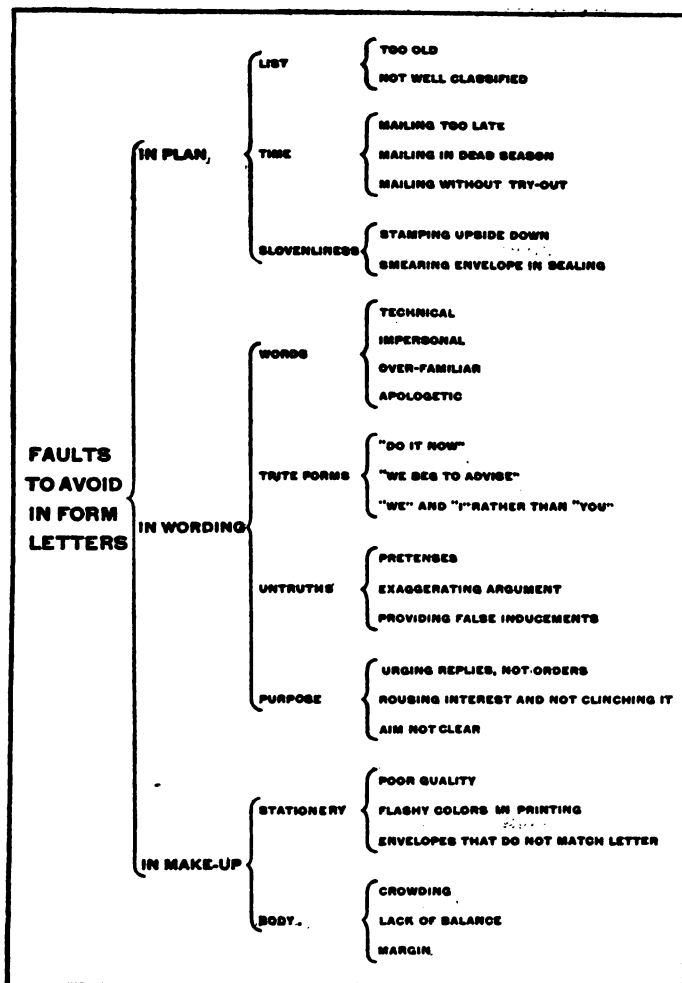 FAULTS
TO AVOID
IN FORM
LETTERS
IN PLAN,
LIST
TOO OLD
NOT WELL CLASSIFIED
TIME
MAILING TOO LATE
MAILING IN DEAD SEASON
MAILING WITHOUT TRY-OUT
SLOVENLINESS
STAMPING UPSIDE DOWN
SMEARING ENVELOPE IN SEALING
IN WORDING
WORDS
TECHNICAL
IMPERSONAL
OVER-FAMILIAR
APOLOGETIC
TRITE FORMS
"DO IT NOW"
"WE BEG TO ADVISE"
"WE" AND "I" RATHER THAN "YOU"
UNTRUTHS
PRETENSES
EXAGGERATING ARGUMENT
PROVIDING FALSE INDUCEMENTS
PURPOSE
URGING REPLIES, NOT ORDERS
ROUSING INTEREST AND NOT CLINCHING IT
AIM NOT CLEAR
IN MAKE-UP
STATIONERY
POOR QUALITY
FLASHY COLORS IN PRINTING
ENVELOPES THAT DO NOT MATCH LETTER
BODY
CROWDING
LACK OF BALANCE
MARGIN